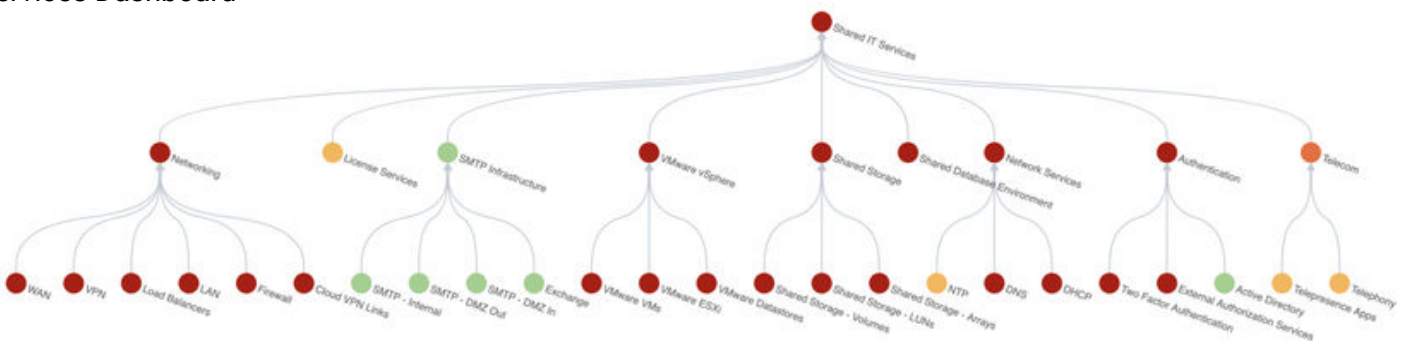 Dashboard
Shared IT Services
Networking
License Services
SMTP Infrastructure
VMware vSphere
Shared Storage
Shared Database Environment
Network Services
Authentication
Telecom
WAN
VPN
Load Balancers
LAN
Firewall
Cloud VPN Links
SMTP - Internal
SMTP - DMZ Out
SMTP - DMZ In
Exchange
VMware VMs
VMware ESXi
VMware Datastores
Shared Storage - Volumes
Shared Storage - LUNs
Shared Storage - Arrays
NTP
DNS
DHCP
Two Factor Authentication
External Authorization Services
Active Directory
Telepresence Apps
Telephony